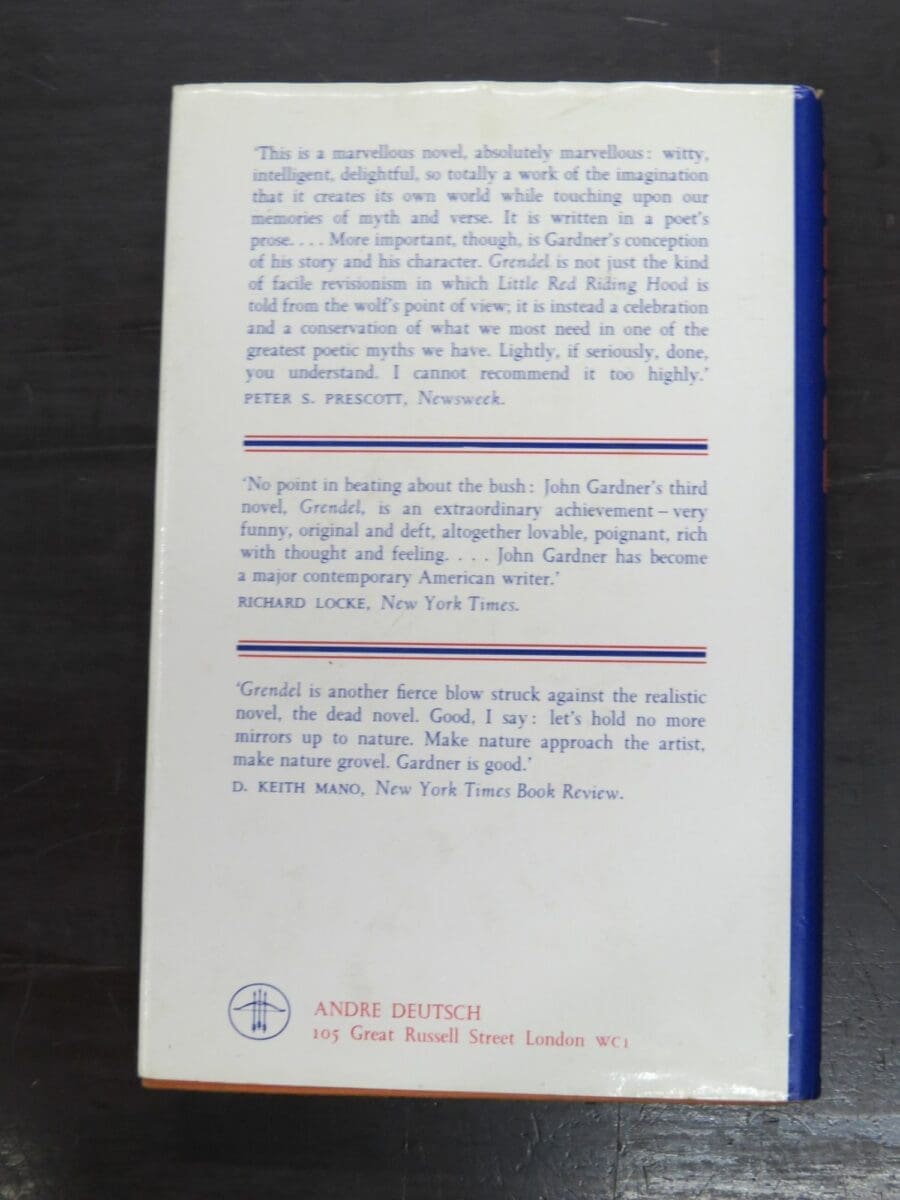 ‘This is a marvellous novel, absolutely marvellous: witty,
intelligent, delightful, so totally a work of the imagination
that it creates its own world while touching upon our
memories of myth and verse. It is written in a poet’s
prose. . . . More important, though, is Gardner’s conception
of his story and his character. Grendel is not just the kind
of facile revisionism in which Little Red Riding Hood is
told from the wolf’s point of view; it is instead a celebration
and a conservation of what we most need in one of the
greatest poetic myths we have. Lightly, if seriously, done,
you understand. I cannot recommend it too highly.’
PETER S. PRESCOTT, Newsweek.
‘No point in beating about the bush: John Gardner’s third
novel, Grendel, is an extraordinary achievement – very
funny, original and deft, altogether lovable, poignant, rich
with thought and feeling. . . . John Gardner has become
a major contemporary American writer.’
RICHARD LOCKE, New York Times.
‘Grendel is another fierce blow struck against the realistic
novel, the dead novel. Good, I say: let’s hold no more
mirrors up to nature. Make nature approach the artist,
make nature grovel. Gardner is good.’
D. KEITH MANO, New York Times Book Review.
ANDRE DEUTSCH
105 Great Russell Street London WC1